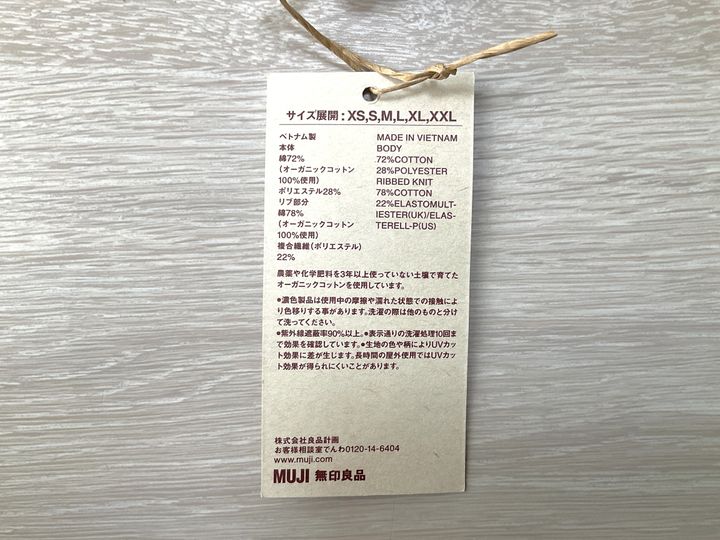 サイズ展開：XS,S,M,L,XL,XXL
ベトナム製
本体
綿72%
(オーガニックコットン
100%使用)
ポリエステル28%
リブ部分
綿78%
(オーガニックコットン
100%使用)
複合繊維(ポリエステル)
22%
MADE IN VIETNAM
BODY
72%COTTON
28%POLYESTER
RIBBED KNIT
78%COTTON
22%ELASTOMULT-
IESTER(UK)/ELAS-
TERELL-P(US)
農薬や化学肥料を3年以上使っていない土壌で育てた
オーガニックコットンを使用しています。
●濃色製品は使用中の摩擦や濡れた状態での接触によ
り色移りする事があります。洗濯の際は他のものと分け
て洗ってください。
●紫外線遮蔽率90%以上。●表示通りの洗濯処理10回ま
で効果を確認しています。●生地の色や柄によりUVカッ
ト効果に差が生じます。長時間の屋外使用ではUVカッ
ト効果が得られにくいことがあります。
株式会社良品計画
お客様相談室でんわ0120-14-6404
www.muji.com
MUJI 無印良品